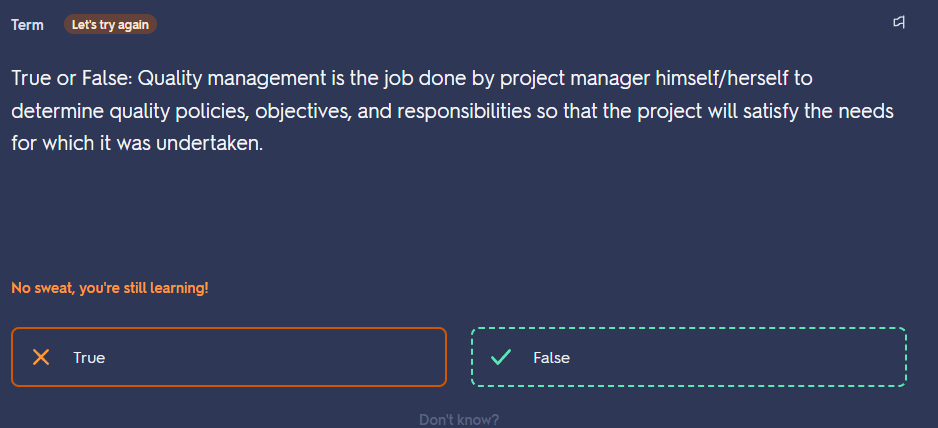 Term Let's try again
True or False: Quality management is the job done by project manager himself/herself to
determine quality policies, objectives, and responsibilities so that the project will satisfy the needs
for which it was undertaken.
No sweat, you're still learning!
True False
Don't know?